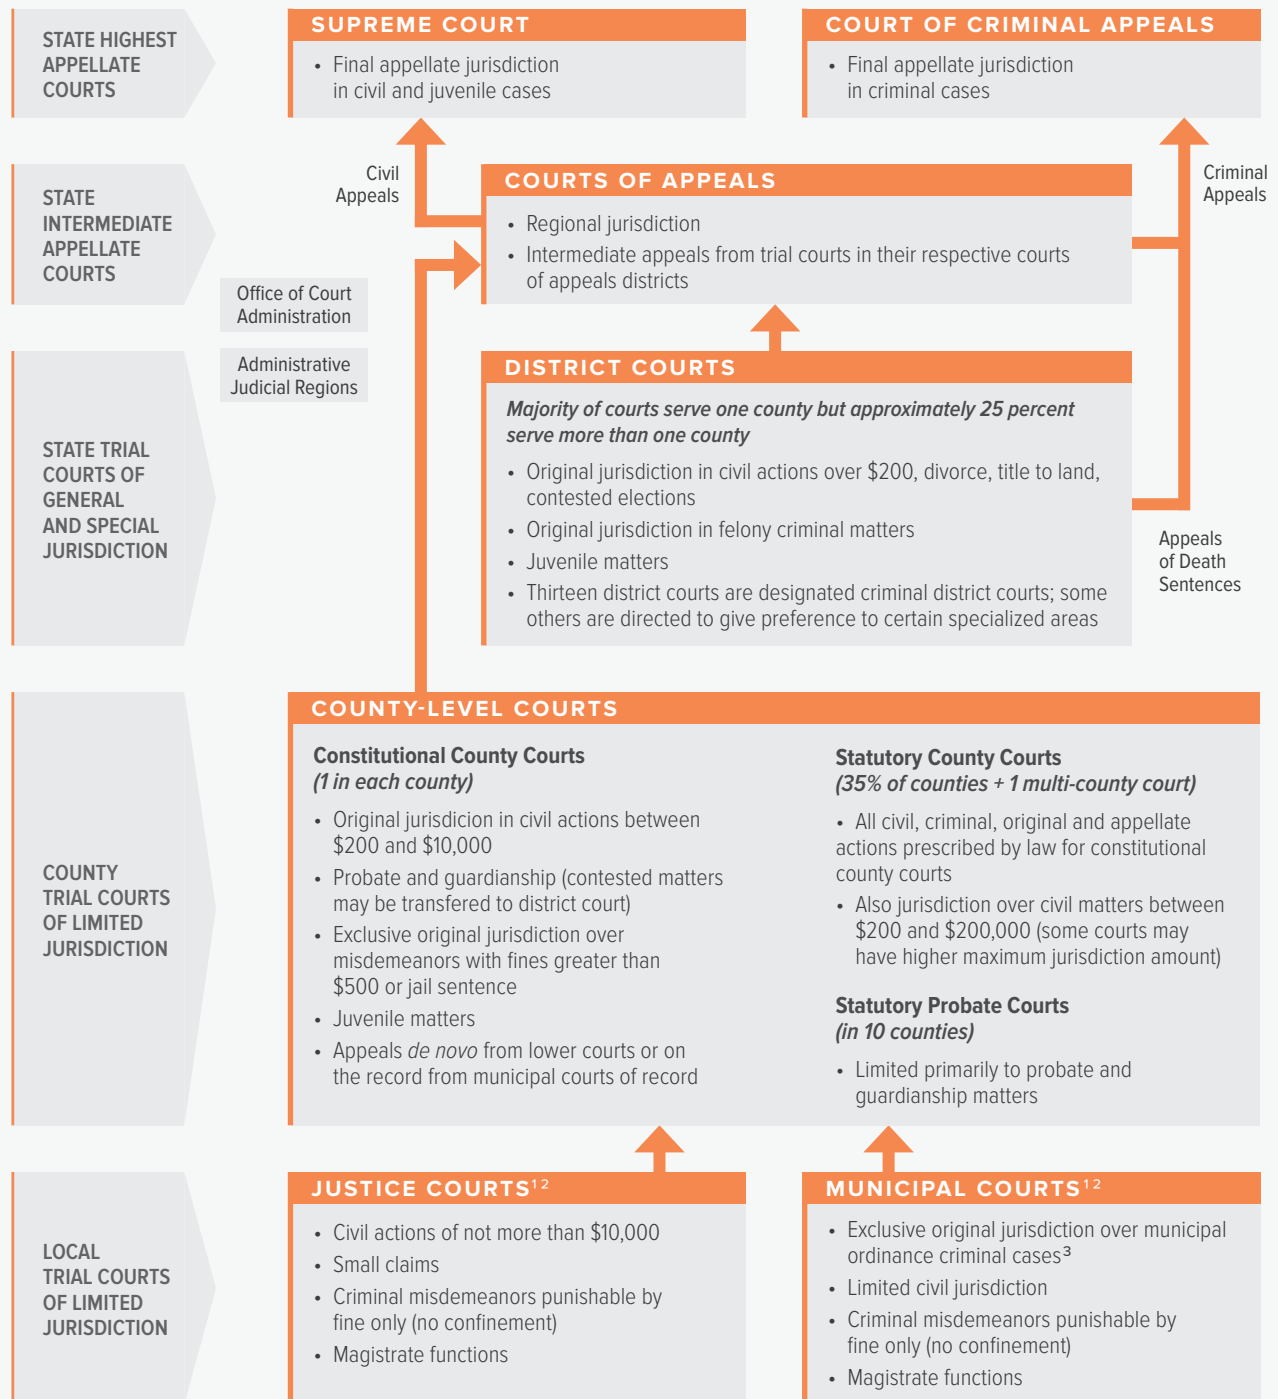 STATE HIGHEST
APPELLATE
COURTS
SUPREME COURT
• Final appellate jurisdiction
in civil and juvenile cases
COURT OF CRIMINAL APPEALS
• Final appellate jurisdiction
in criminal cases
Civil
Appeals
Criminal
Appeals
STATE
INTERMEDIATE
APPELLATE
COURTS
COURTS OF APPEALS
• Regional jurisdiction
• Intermediate appeals from trial courts in their respective courts
of appeals districts
Office of Court
Administration
Administrative
Judicial Regions
STATE TRIAL
COURTS OF
GENERAL
AND SPECIAL
JURISDICTION
DISTRICT COURTS
Majority of courts serve one county but approximately 25 percent
serve more than one county
• Original jurisdiction in civil actions over $200, divorce, title to land,
contested elections
• Original jurisdiction in felony criminal matters
• Juvenile matters
• Thirteen district courts are designated criminal district courts; some
others are directed to give preference to certain specialized areas
Appeals
of Death
Sentences
COUNTY
TRIAL COURTS
OF LIMITED
JURISDICTION
COUNTY-LEVEL COURTS
Constitutional County Courts
(1 in each county)
• Original jurisdicion in civil actions between
$200 and $10,000
• Probate and guardianship (contested matters
may be transfered to district court)
• Exclusive original jurisdiction over
misdemeanors with fines greater than
$500 or jail sentence
• Juvenile matters
• Appeals de novo from lower courts or on
the record from municipal courts of record
Statutory County Courts
(35% of counties + 1 multi-county court)
• All civil, criminal, original and appellate
actions prescribed by law for constitutional
county courts
• Also jurisdiction over civil matters between
$200 and $200,000 (some courts may
have higher maximum jurisdiction amount)
Statutory Probate Courts
(in 10 counties)
• Limited primarily to probate and
guardianship matters
LOCAL
TRIAL COURTS
OF LIMITED
JURISDICTION
JUSTICE COURTS¹ ²
• Civil actions of not more than $10,000
• Small claims
• Criminal misdemeanors punishable by
fine only (no confinement)
• Magistrate functions
MUNICIPAL COURTS¹ ²
• Exclusive original jurisdiction over municipal
ordinance criminal cases³
• Limited civil jurisdiction
• Criminal misdemeanors punishable by
fine only (no confinement)
• Magistrate functions